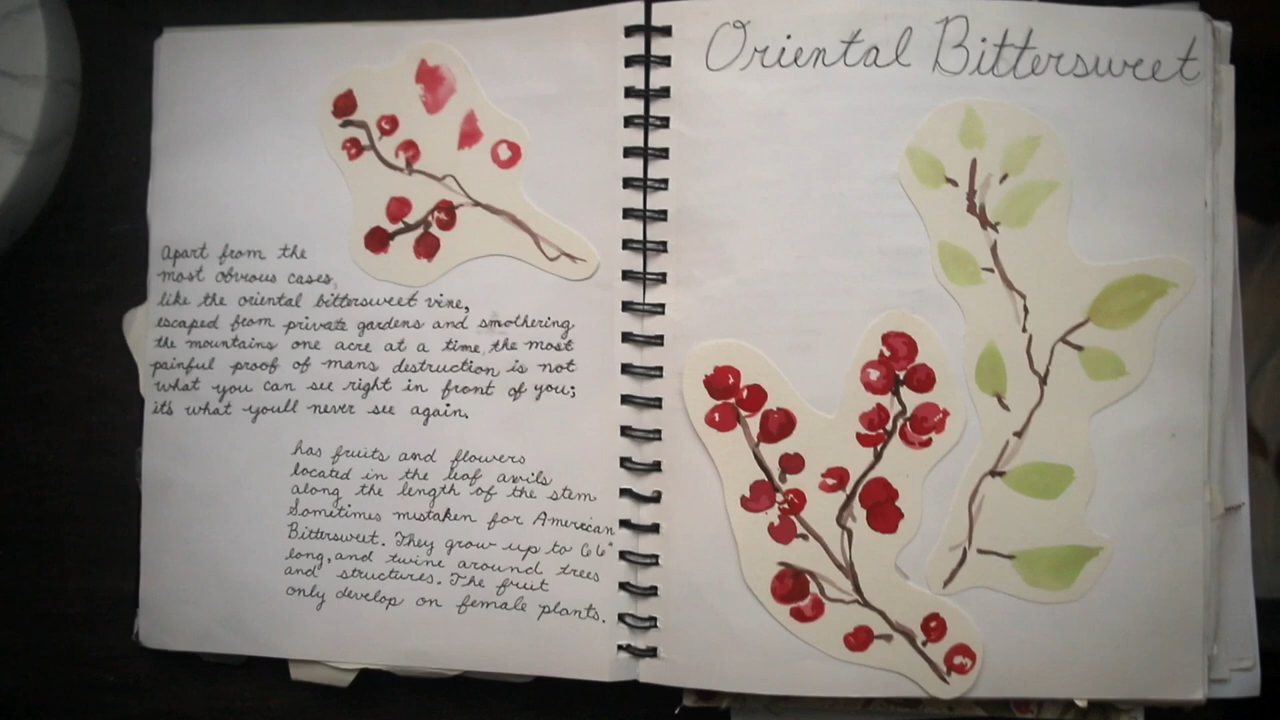 Apart from the
most obvious cases,
like the oriental bittersweet vine,
escaped from private gardens and smothering
the mountains one acre at a time, the most
painful proof of mans destruction is not
what you can see right in front of you;
it's what youll never see again.
has fruits and flowers
located in the leaf axils
along the length of the stem
Sometimes mistaken for American
Bittersweet. They grow up to 66"
long, and twine around trees
and structures. The fruit
only develop on female plants.
Oriental Bittersweet